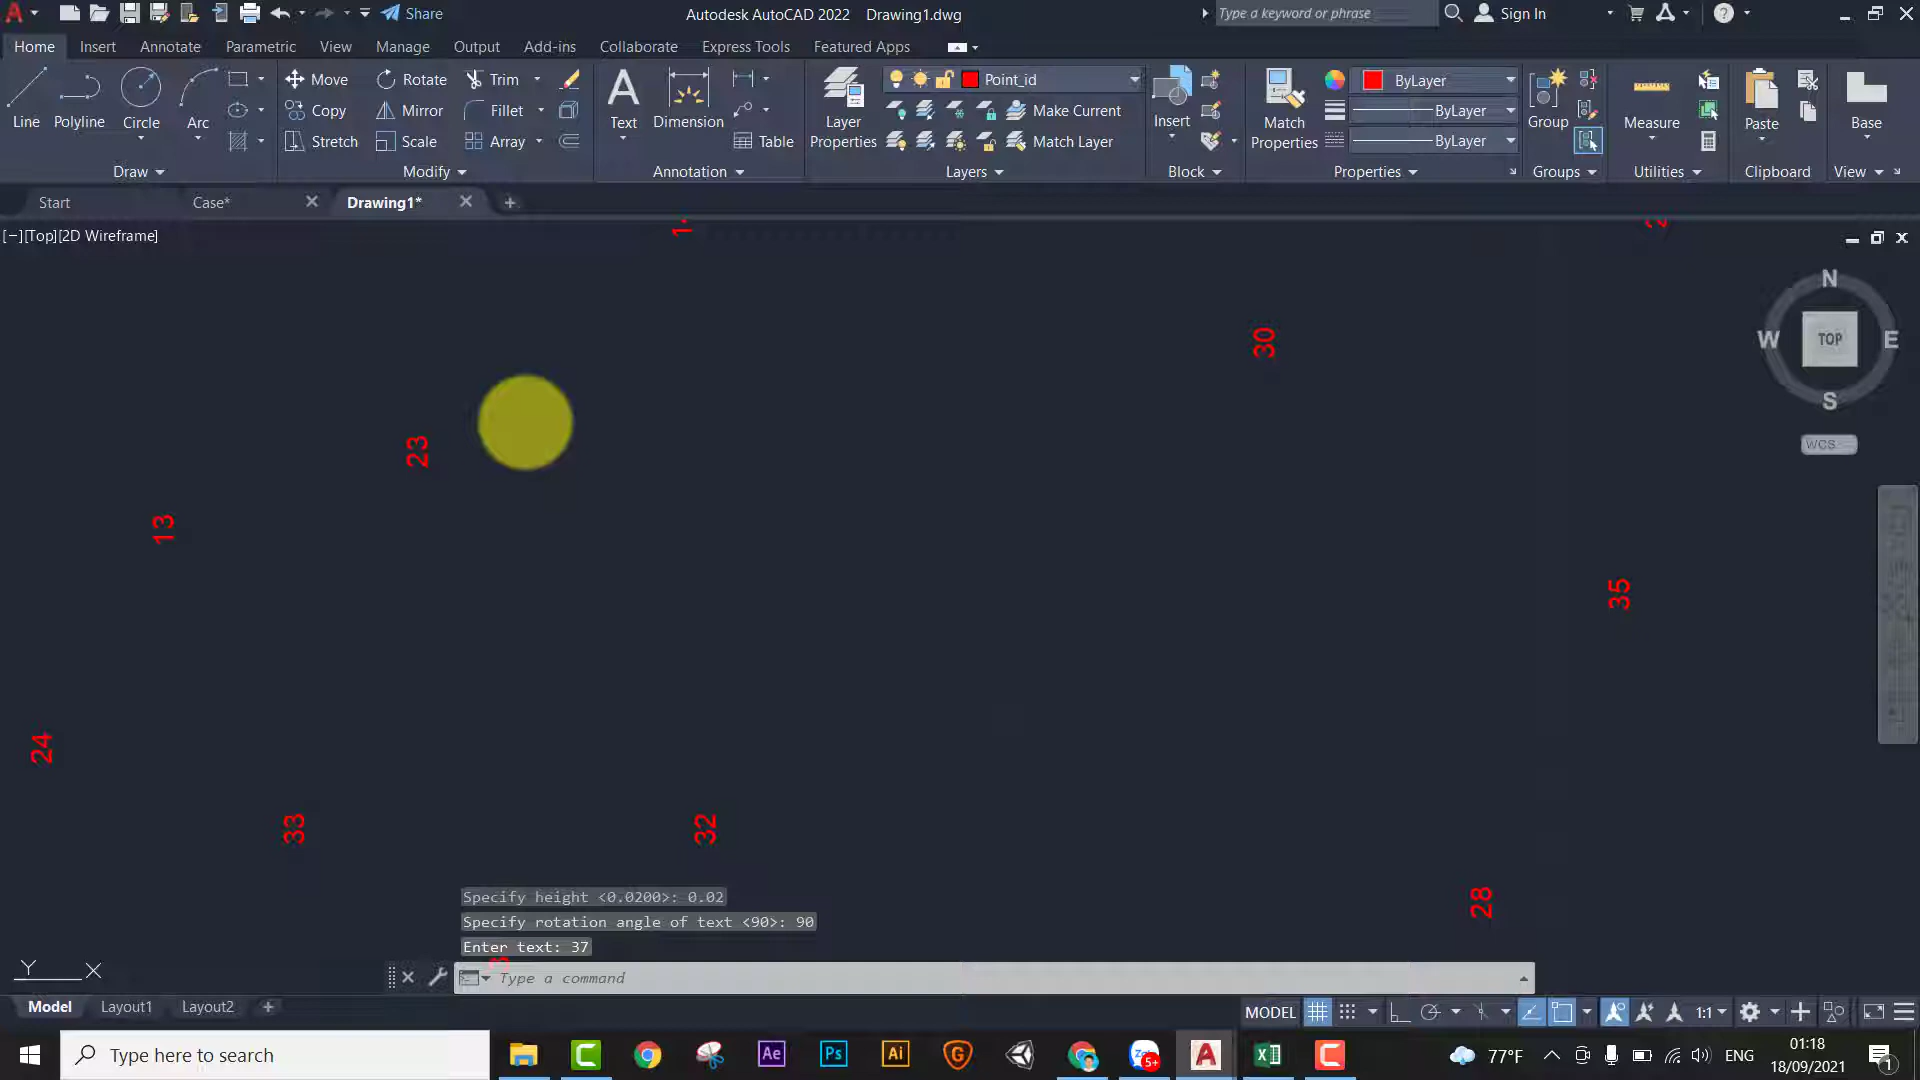 Share
Autodesk AutoCAD 2022 Drawing1.dwg
Type a keyword or phrase
Sign In
Home Insert Annotate Parametric View Manage Output Add-ins Collaborate Express Tools Featured Apps
Line
Polyline
Circle
Arc
Draw
Move
Rotate
Trim
Copy
Mirror
Fillet
Stretch
Scale
Array
Modify
Text
Dimension
Table
Annotation
Layer Properties
Point_id
Make Current
Match Layer
Layers
Insert
Block
Match Properties
ByLayer
ByLayer
ByLayer
Properties
Group
Groups
Measure
Utilities
Paste
Clipboard
Base
View
Start
Case*
Drawing1*
[−][Top][2D Wireframe]
N
W
TOP
E
S
WCS
30
23
13
35
24
33
32
28
Specify height <0.0200>: 0.02
Specify rotation angle of text <90>: 90
Enter text: 37
Type a command
Y
X
Model
Layout1
Layout2
MODEL
1:1
Type here to search
Ae
Ps
Ai
5+
77°F
ENG
01:18
18/09/2021
1